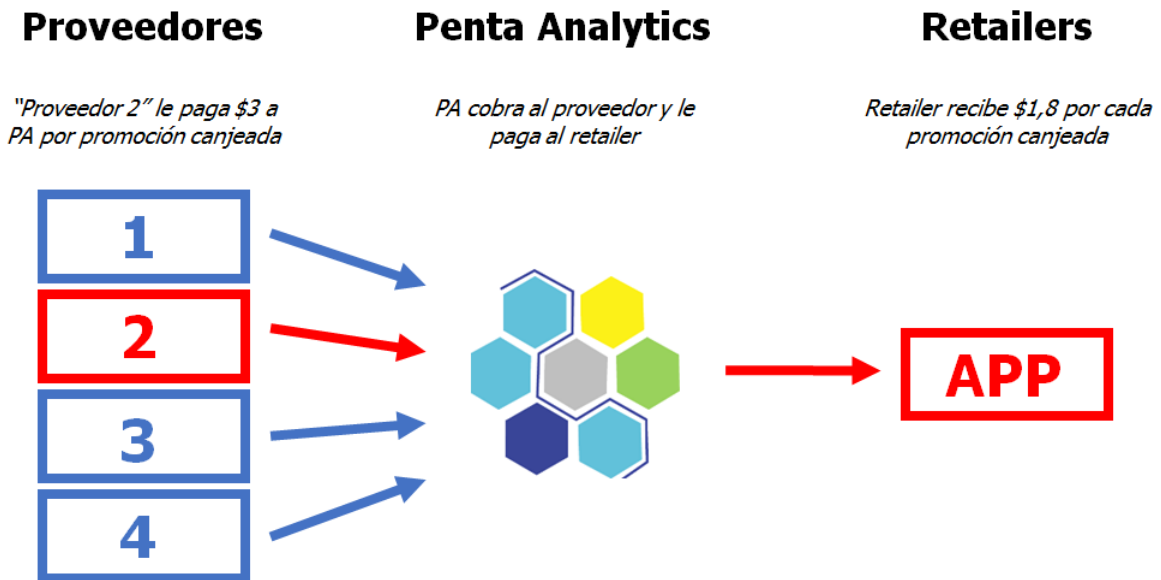 Proveedores
"Proveedor 2" le paga $3 a
PA por promoción canjeada
1
2
3
4
Penta Analytics
PA cobra al proveedor y le
paga al retailer
Retailers
Retailer recibe $1,8 por cada
promoción canjeada
APP